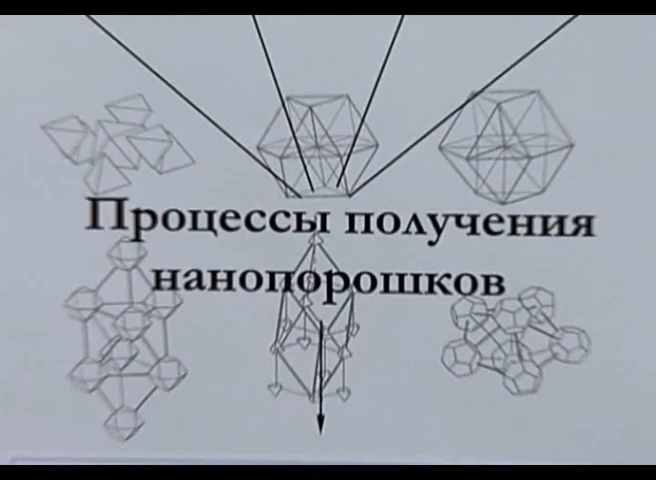 Процессы получения
нанопорошков